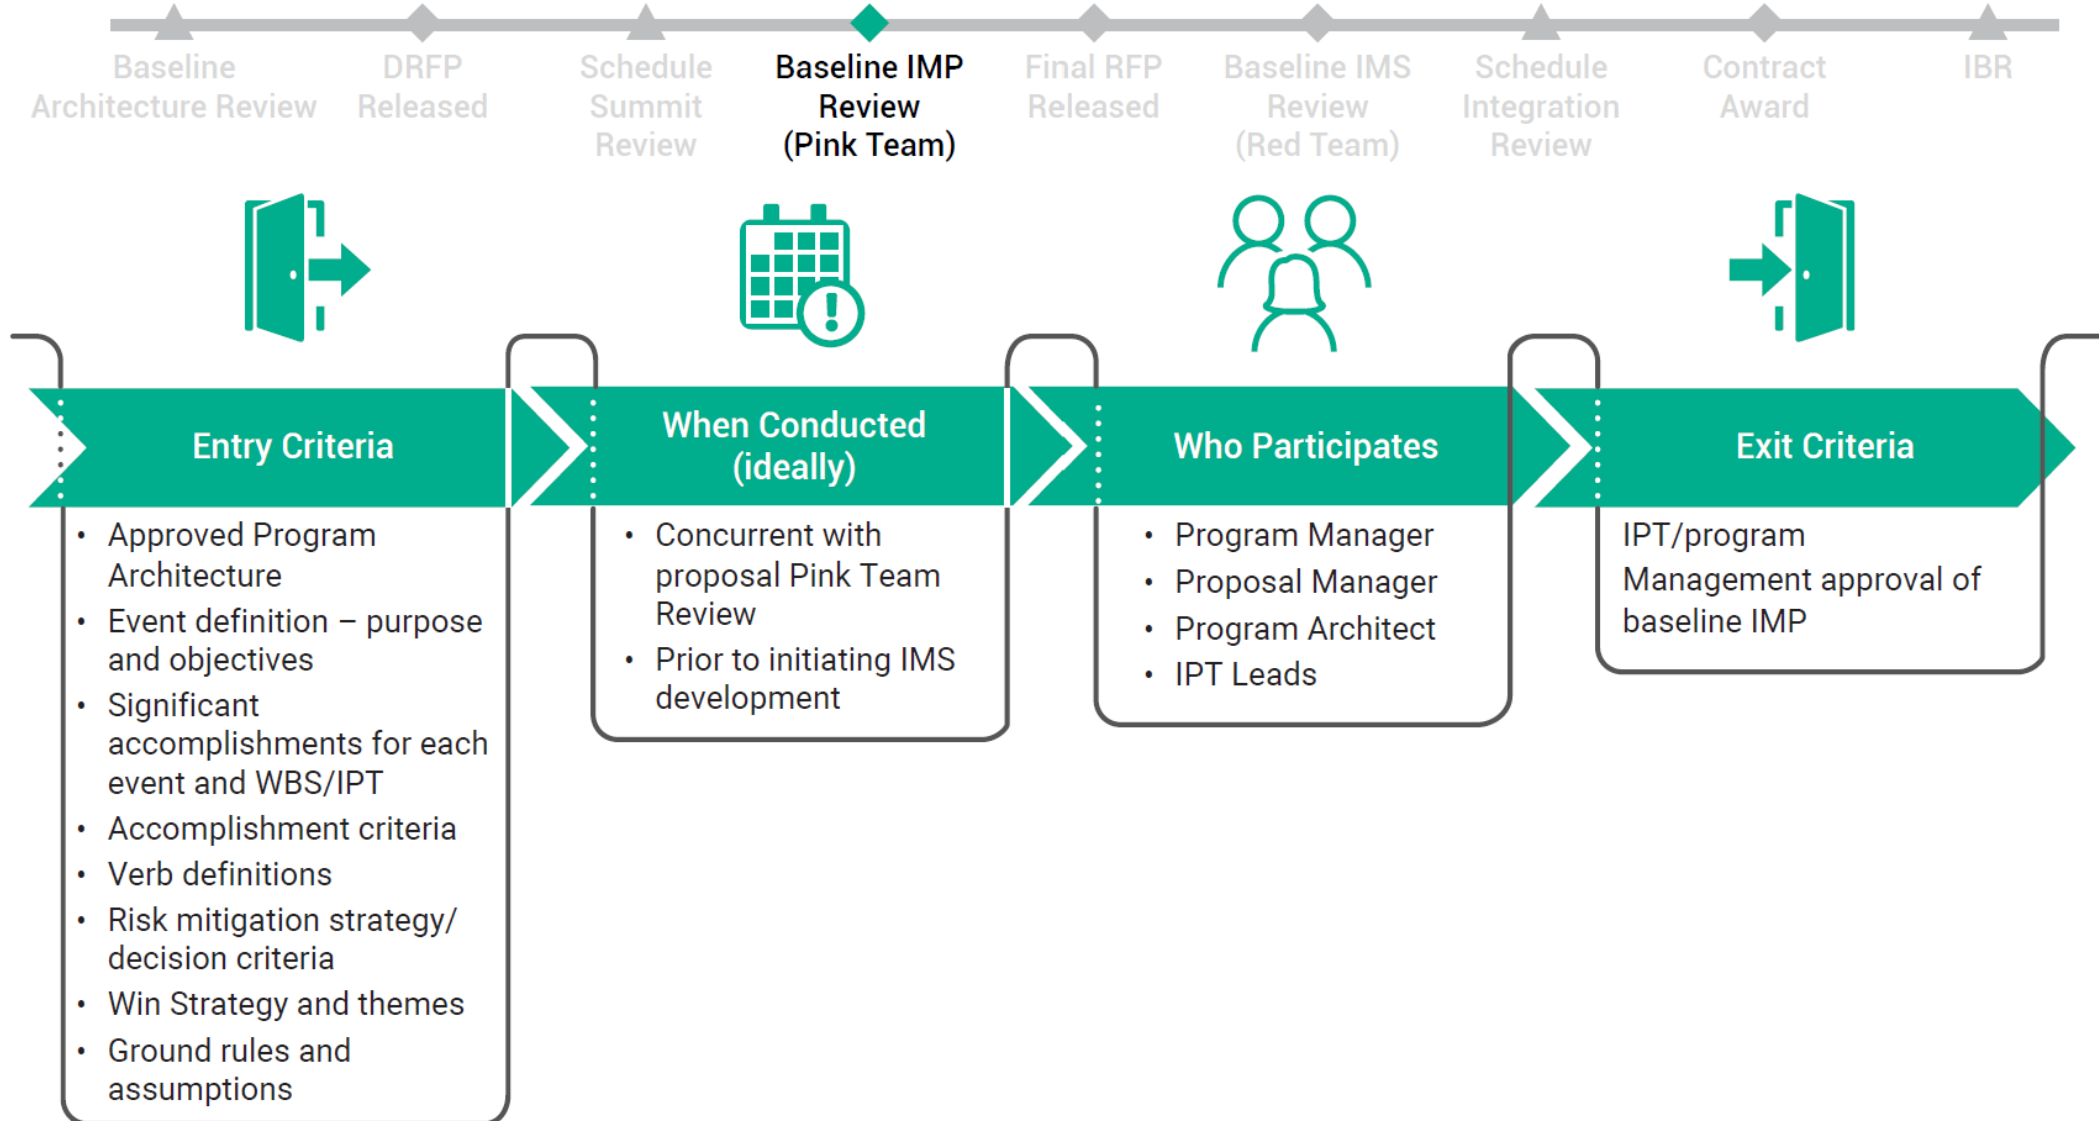 Baseline
Architecture Review
DRFP
Released
Schedule
Summit
Review
Baseline IMP
Review
(Pink Team)
Final RFP
Released
Baseline IMS
Review
(Red Team)
Schedule
Integration
Review
Contract
Award
IBR
Entry Criteria
• Approved Program
Architecture
• Event definition – purpose
and objectives
• Significant
accomplishments for each
event and WBS/IPT
• Accomplishment criteria
• Verb definitions
• Risk mitigation strategy/
decision criteria
• Win Strategy and themes
• Ground rules and
assumptions
When Conducted
(ideally)
• Concurrent with
proposal Pink Team
Review
• Prior to initiating IMS
development
Who Participates
• Program Manager
• Proposal Manager
• Program Architect
• IPT Leads
Exit Criteria
IPT/program
Management approval of
baseline IMP